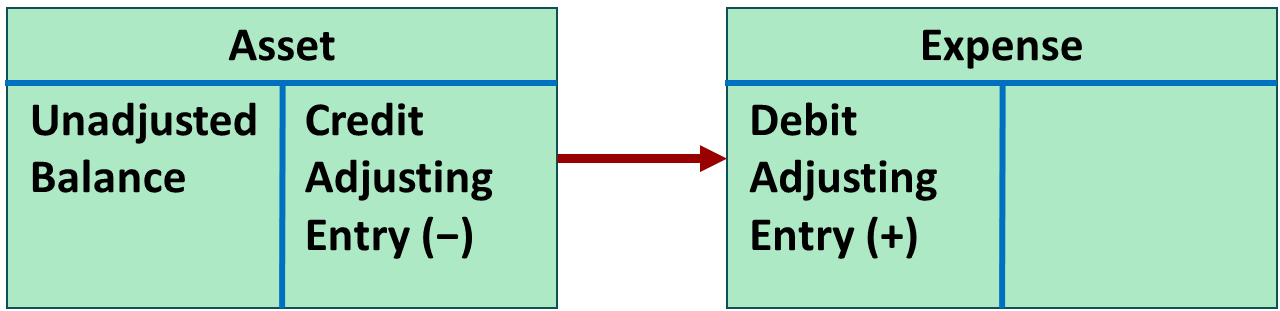 Asset
Unadjusted
Balance
Credit
Adjusting
Entry (−)
Expense
Debit
Adjusting
Entry (+)